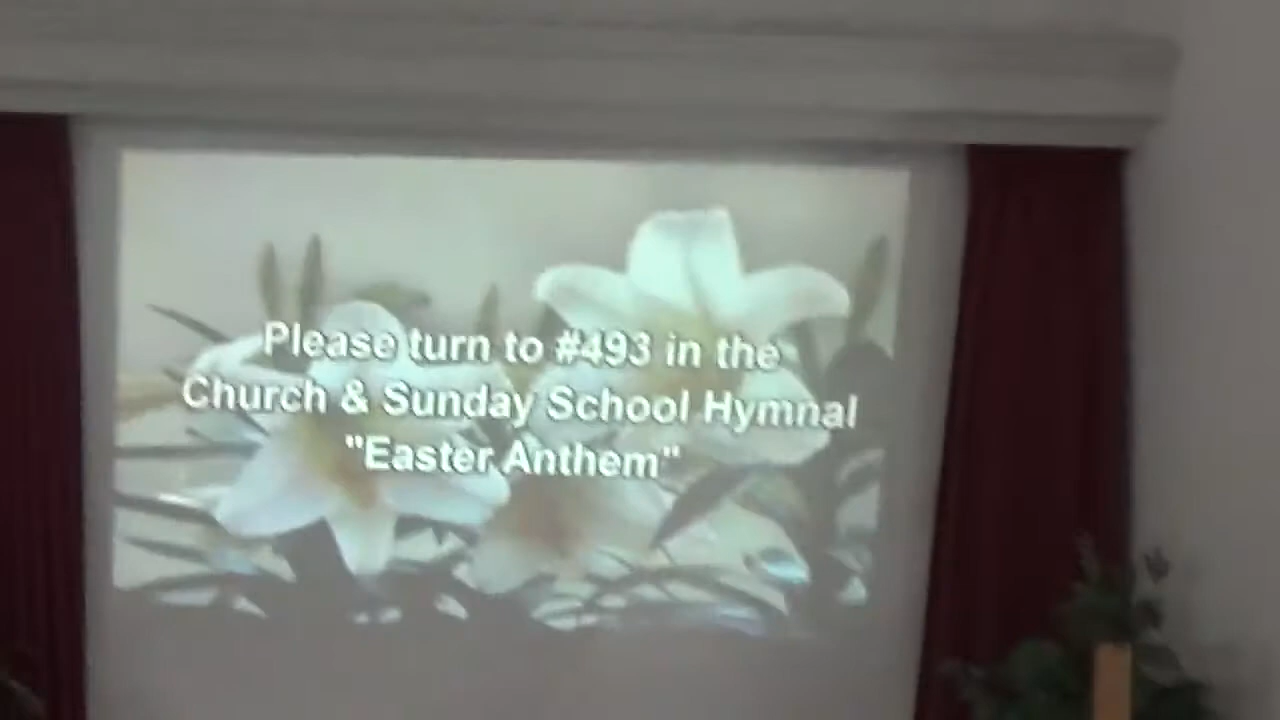 Please turn to #493 in the
Church & Sunday School Hymnal
"Easter Anthem"